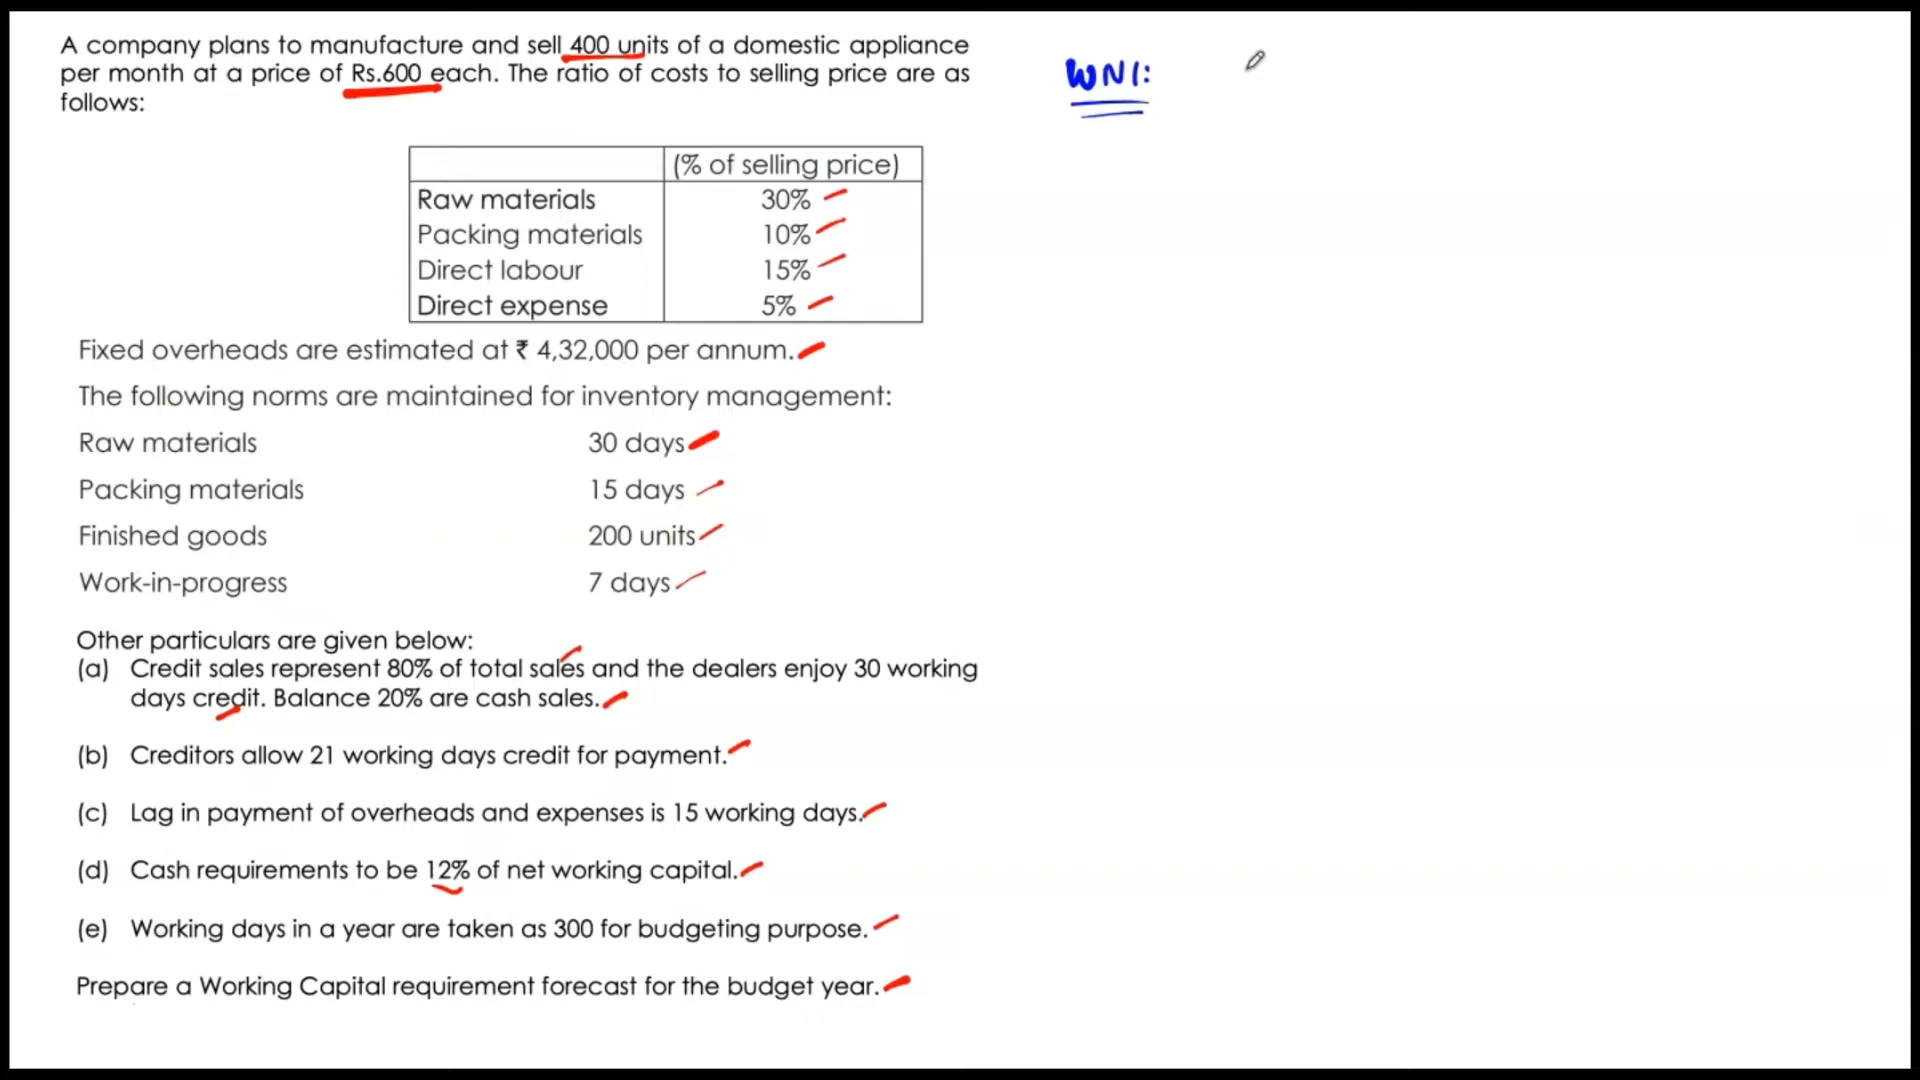 A company plans to manufacture and sell 400 units of a domestic appliance
per month at a price of Rs.600 each. The ratio of costs to selling price are as
follows:
WN1:
(% of selling price)
Raw materials 30%
Packing materials 10%
Direct labour 15%
Direct expense 5%
Fixed overheads are estimated at ₹ 4,32,000 per annum.
The following norms are maintained for inventory management:
Raw materials 30 days
Packing materials 15 days
Finished goods 200 units
Work-in-progress 7 days
Other particulars are given below:
(a) Credit sales represent 80% of total sales and the dealers enjoy 30 working
days credit. Balance 20% are cash sales.
(b) Creditors allow 21 working days credit for payment.
(c) Lag in payment of overheads and expenses is 15 working days.
(d) Cash requirements to be 12% of net working capital.
(e) Working days in a year are taken as 300 for budgeting purpose.
Prepare a Working Capital requirement forecast for the budget year.